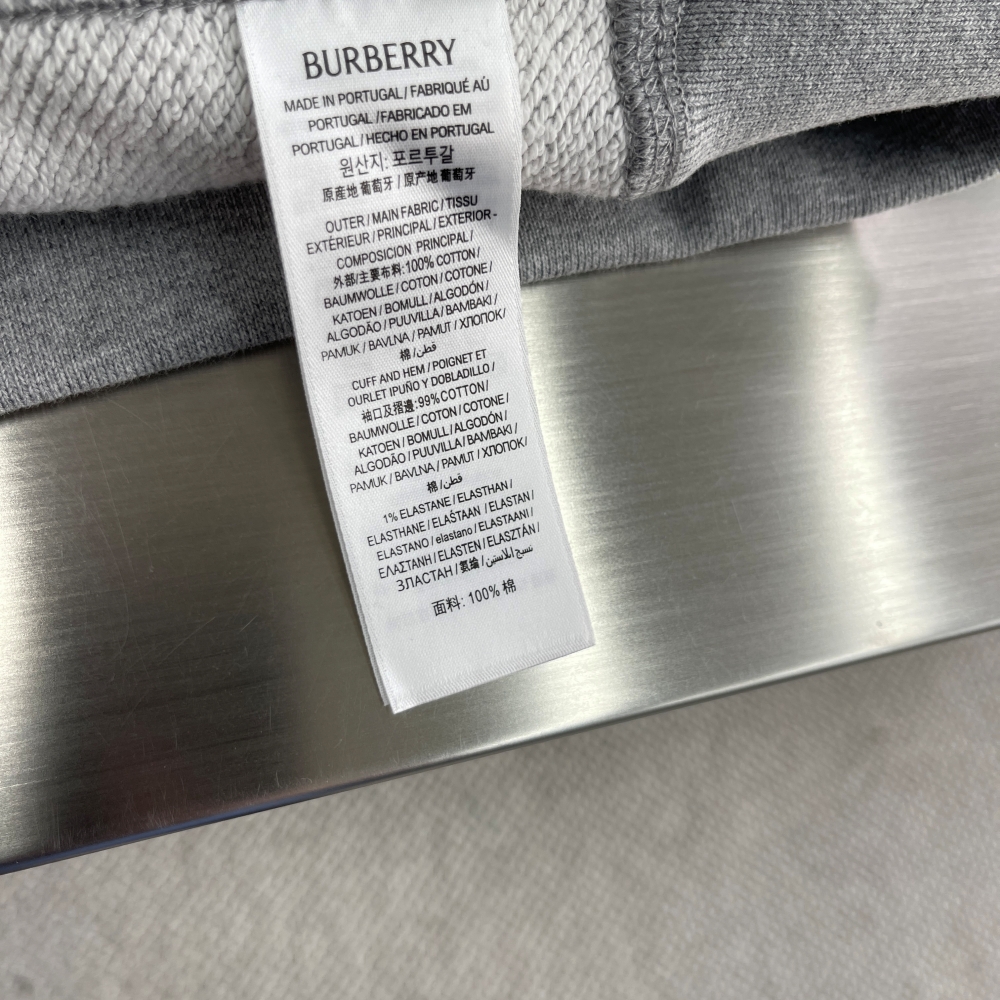 BURBERRY
MADE IN PORTUGAL / FABRIQUÉ AÚ
PORTUGAL / FABRICADO EM
PORTUGAL / HECHO EN PORTUGAL
원산지: 포르투갈
原産地 葡萄牙 / 原产地 葡萄牙
OUTER / MAIN FABRIC / TISSU
EXTÉRIEUR / PRINCIPAL / EXTERIOR -
COMPOSICION PRINCIPAL /
外部/主要布料:100% COTTON /
BAUMWOLLE / COTON / COTONE /
KATOEN / BOMULL / ALGODÓN /
ALGODÃO / PUUVILLA / BAMBAKI /
PAMUK / BAVLNA / PAMUT / ХЛОПОК /
棉 / قطن
CUFF AND HEM / POIGNET ET
OURLET IPUÑO Y DOBLADILLO /
袖口及摺邊:99% COTTON /
BAUMWOLLE / COTON / COTONE /
KATOEN / BOMULL / ALGODÓN /
ALGODÃO / PUUVILLA / BAMBAKI /
PAMUK / BAVLNA / PAMUT / ХЛОПОК /
棉 / قطن
1% ELASTANE / ELASTHAN /
ELASTHANE / ELAŠTAAN / ELASTAN /
ELASTANO / elastano / ELASTAANI /
ΕΛΑΣΤΑΝΗ / ELASTEN / ELASZTÁN /
ЗЛАСТАН / 氨綸 / نسيج الاستين
面料: 100% 棉